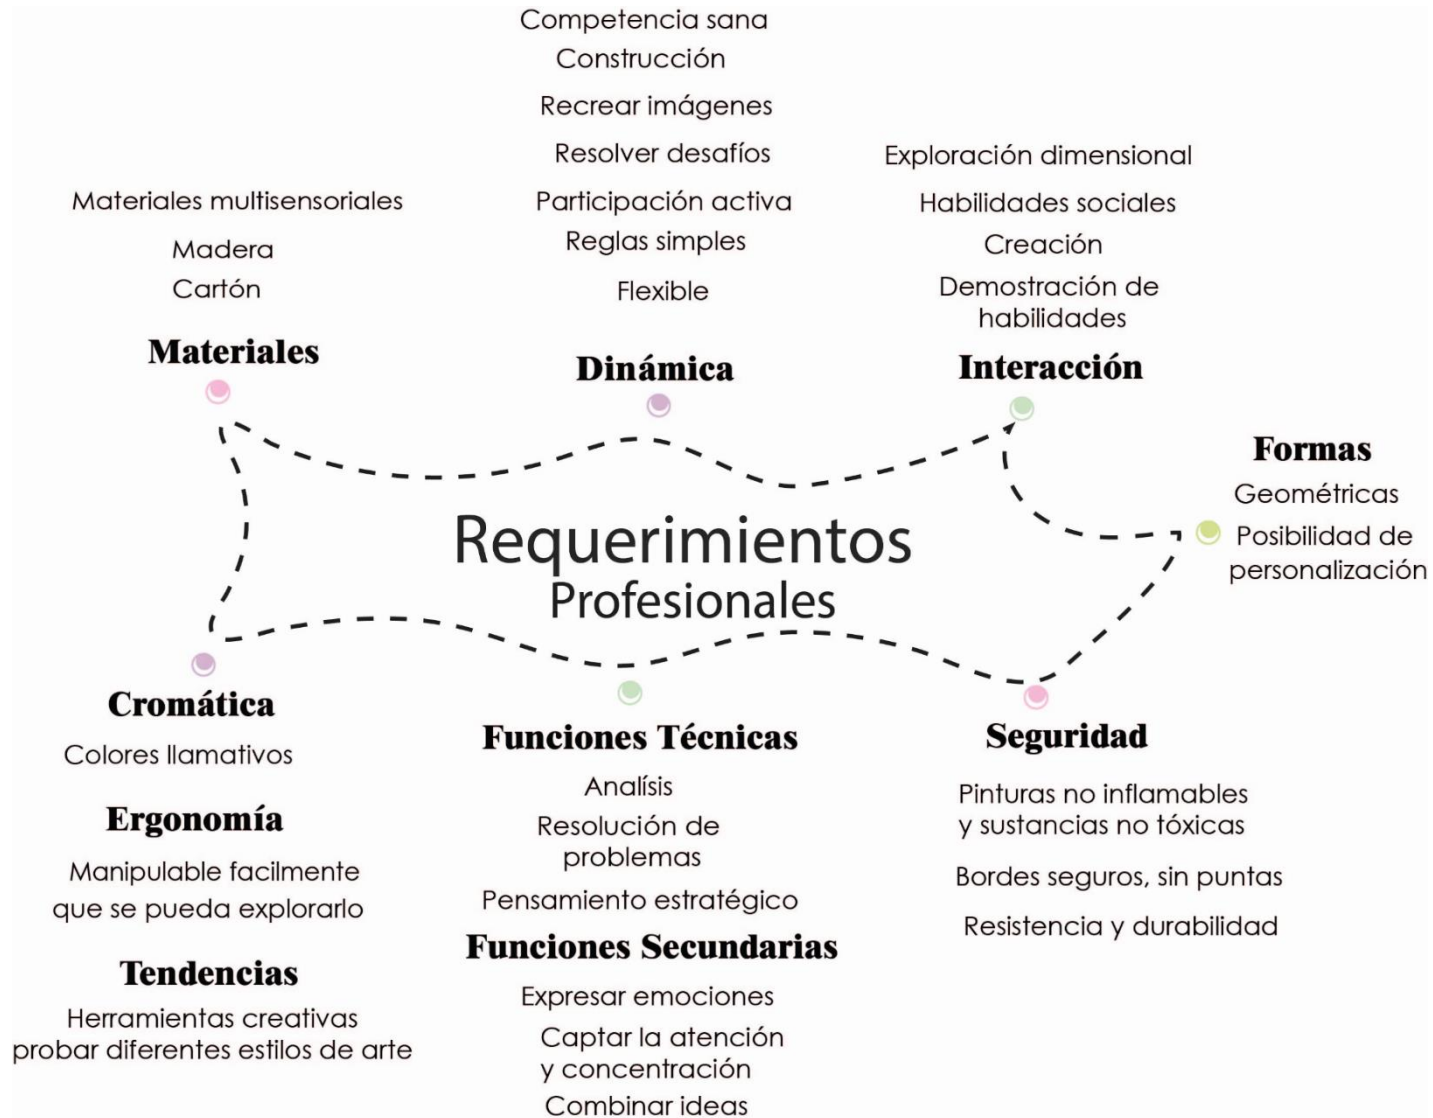 Materiales multisensoriales
Madera
Cartón
Materiales
Competencia sana
Construcción
Recrear imágenes
Resolver desafíos
Participación activa
Reglas simples
Flexible
Dinámica
Exploración dimensional
Habilidades sociales
Creación
Demostración de
habilidades
Interacción
Formas
Geométricas
Posibilidad de
personalización
Requerimientos
Profesionales
Cromática
Colores llamativos
Ergonomía
Manipulable facilmente
que se pueda explorarlo
Tendencias
Herramientas creativas
probar diferentes estilos de arte
Funciones Técnicas
Analísis
Resolución de
problemas
Pensamiento estratégico
Funciones Secundarias
Expresar emociones
Captar la atención
y concentración
Combinar ideas
Seguridad
Pinturas no inflamables
y sustancias no tóxicas
Bordes seguros, sin puntas
Resistencia y durabilidad